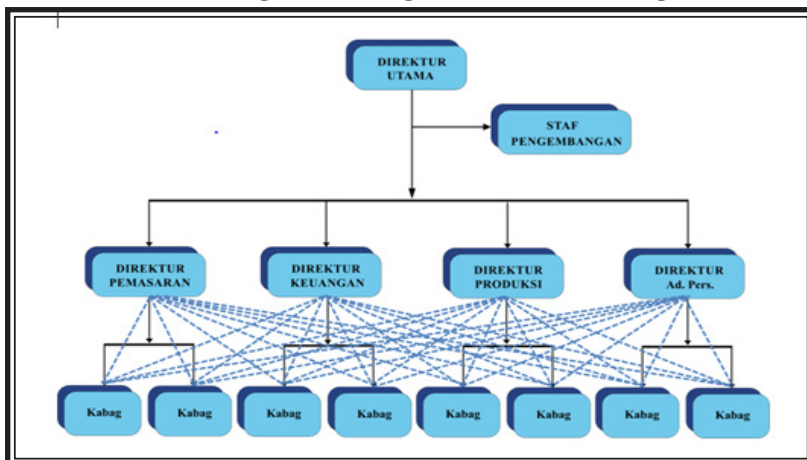 DIREKTUR
UTAMA
STAF
PENGEMBANGAN
DIREKTUR
PEMASARAN
DIREKTUR
KEUANGAN
DIREKTUR
PRODUKSI
DIREKTUR
Ad. Pers.
Kabag
Kabag
Kabag
Kabag
Kabag
Kabag
Kabag
Kabag